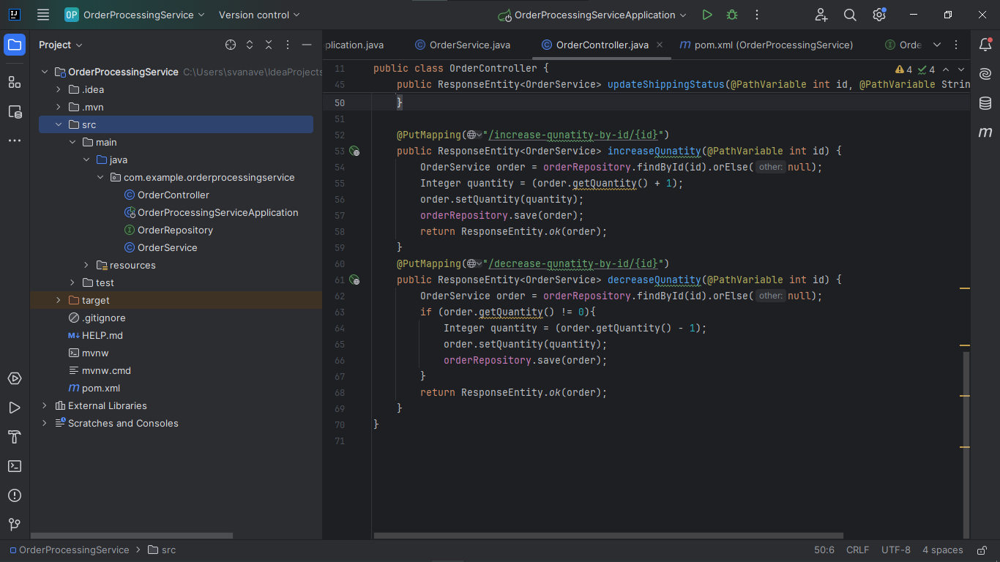 IJ
OP OrderProcessingService
Version control
OrderProcessingServiceApplication
Project
OrderProcessingService C:\Users\svanave\IdeaProjects
.idea
.mvn
src
main
java
com.example.orderprocessingservice
OrderController
OrderProcessingServiceApplication
OrderRepository
OrderService
resources
test
target
.gitignore
HELP.md
mvnw
mvnw.cmd
pom.xml
External Libraries
Scratches and Consoles
plication.java
OrderService.java
OrderController.java
pom.xml (OrderProcessingService)
Orde
4 4
11 public class OrderController {
45 public ResponseEntity<OrderService> updateShippingStatus(@PathVariable int id, @PathVariable Strin
50 }
51
52 @PutMapping("/increase-qunatity-by-id/{id}")
53 public ResponseEntity<OrderService> increaseQunatity(@PathVariable int id) {
54 OrderService order = orderRepository.findById(id).orElse( other: null);
55 Integer quantity = (order.getQuantity() + 1);
56 order.setQuantity(quantity);
57 orderRepository.save(order);
58 return ResponseEntity.ok(order);
59 }
60 @PutMapping("/decrease-qunatity-by-id/{id}")
61 public ResponseEntity<OrderService> decreaseQunatity(@PathVariable int id) {
62 OrderService order = orderRepository.findById(id).orElse( other: null);
63 if (order.getQuantity() != 0){
64 Integer quantity = (order.getQuantity() - 1);
65 order.setQuantity(quantity);
66 orderRepository.save(order);
67 }
68 return ResponseEntity.ok(order);
69 }
70 }
71
OrderProcessingService > src
50:6 CRLF UTF-8 4 spaces